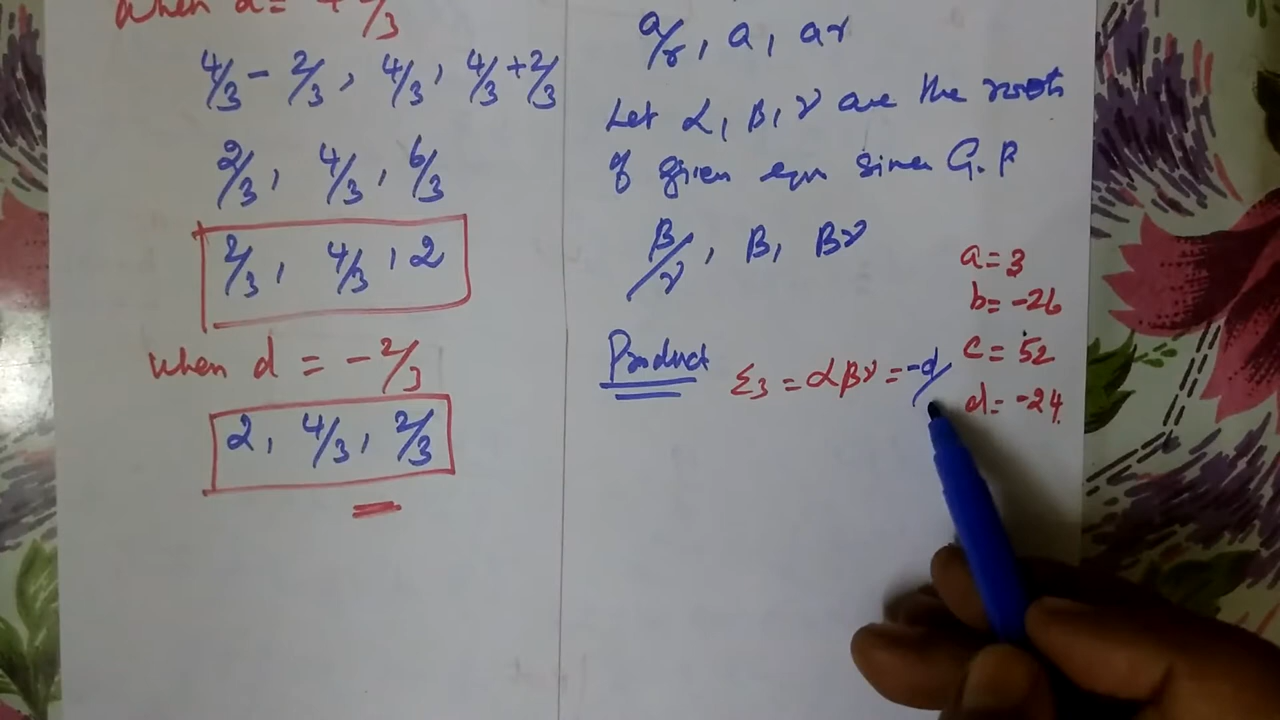 when d = + 2/3
4/3 - 2/3, 4/3, 4/3 + 2/3
2/3, 4/3, 6/3
2/3, 4/3, 2
when d = -2/3
2, 4/3, 2/3
a/r, a, ar
Let α, β, γ are the roots
of given eqn since G.P
β/γ, β, βγ
a = 3
b = -26
c = 52
d = -24
Product Σ3 = αβγ = -d/